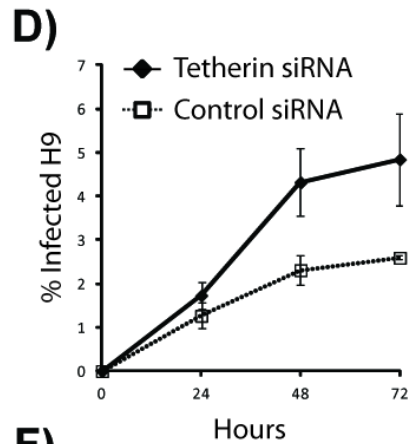 D)
7
Tetherin siRNA
6
Control siRNA
5
4
3
2
1
0
% Infected H9
0 24 48 72
Hours